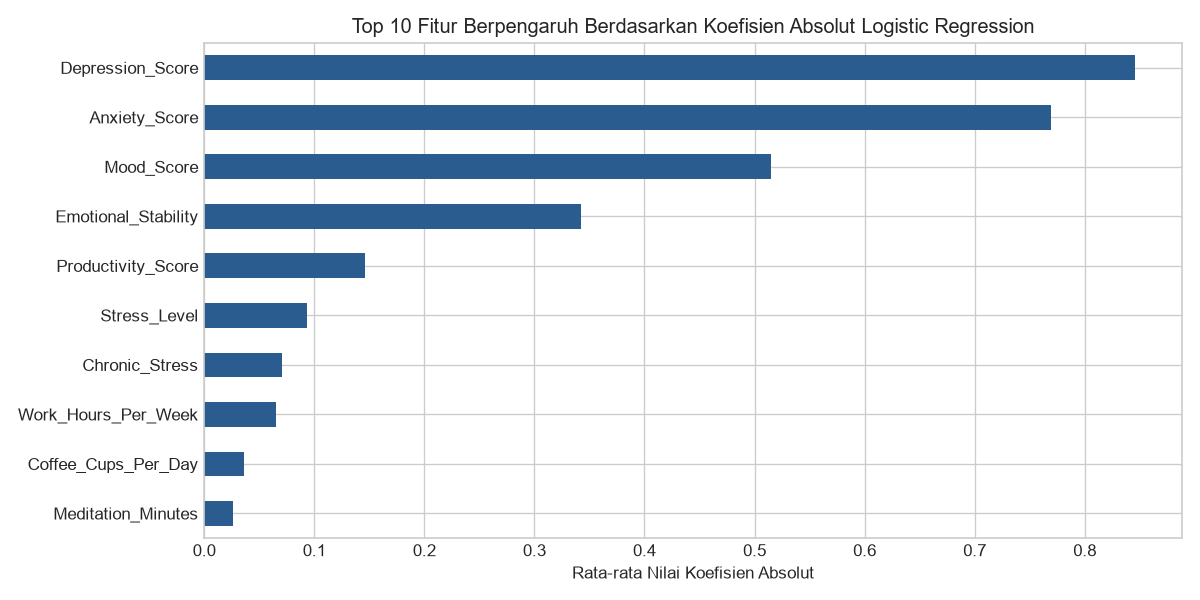 Top 10 Fitur Berpengaruh Berdasarkan Koefisien Absolut Logistic Regression
Depression_Score
Anxiety_Score
Mood_Score
Emotional_Stability
Productivity_Score
Stress_Level
Chronic_Stress
Work_Hours_Per_Week
Coffee_Cups_Per_Day
Meditation_Minutes
0.0 0.1 0.2 0.3 0.4 0.5 0.6 0.7 0.8
Rata-rata Nilai Koefisien Absolut